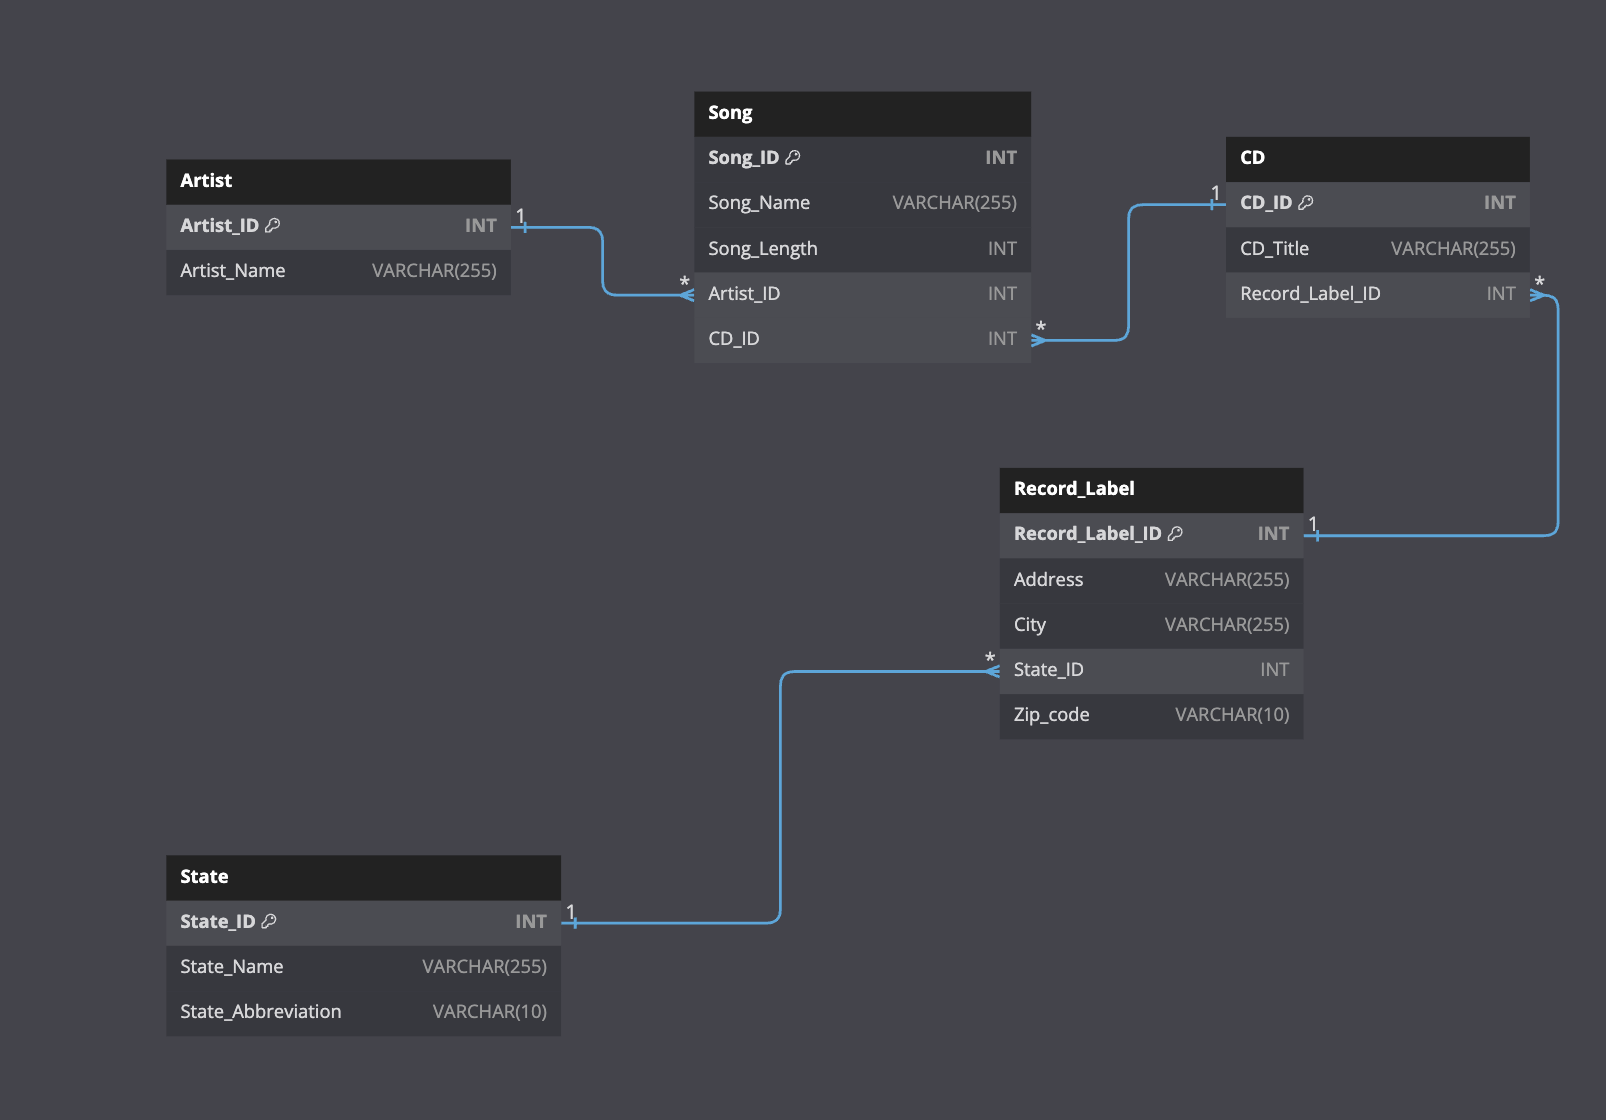 Artist
Artist_ID INT
Artist_Name VARCHAR(255)
1
*
Song
Song_ID INT
Song_Name VARCHAR(255)
Song_Length INT
Artist_ID INT
CD_ID INT
*
1
CD
CD_ID INT
CD_Title VARCHAR(255)
Record_Label_ID INT
*
Record_Label
Record_Label_ID INT
1
Address VARCHAR(255)
City VARCHAR(255)
*
State_ID INT
Zip_code VARCHAR(10)
State
State_ID INT
1
State_Name VARCHAR(255)
State_Abbreviation VARCHAR(10)